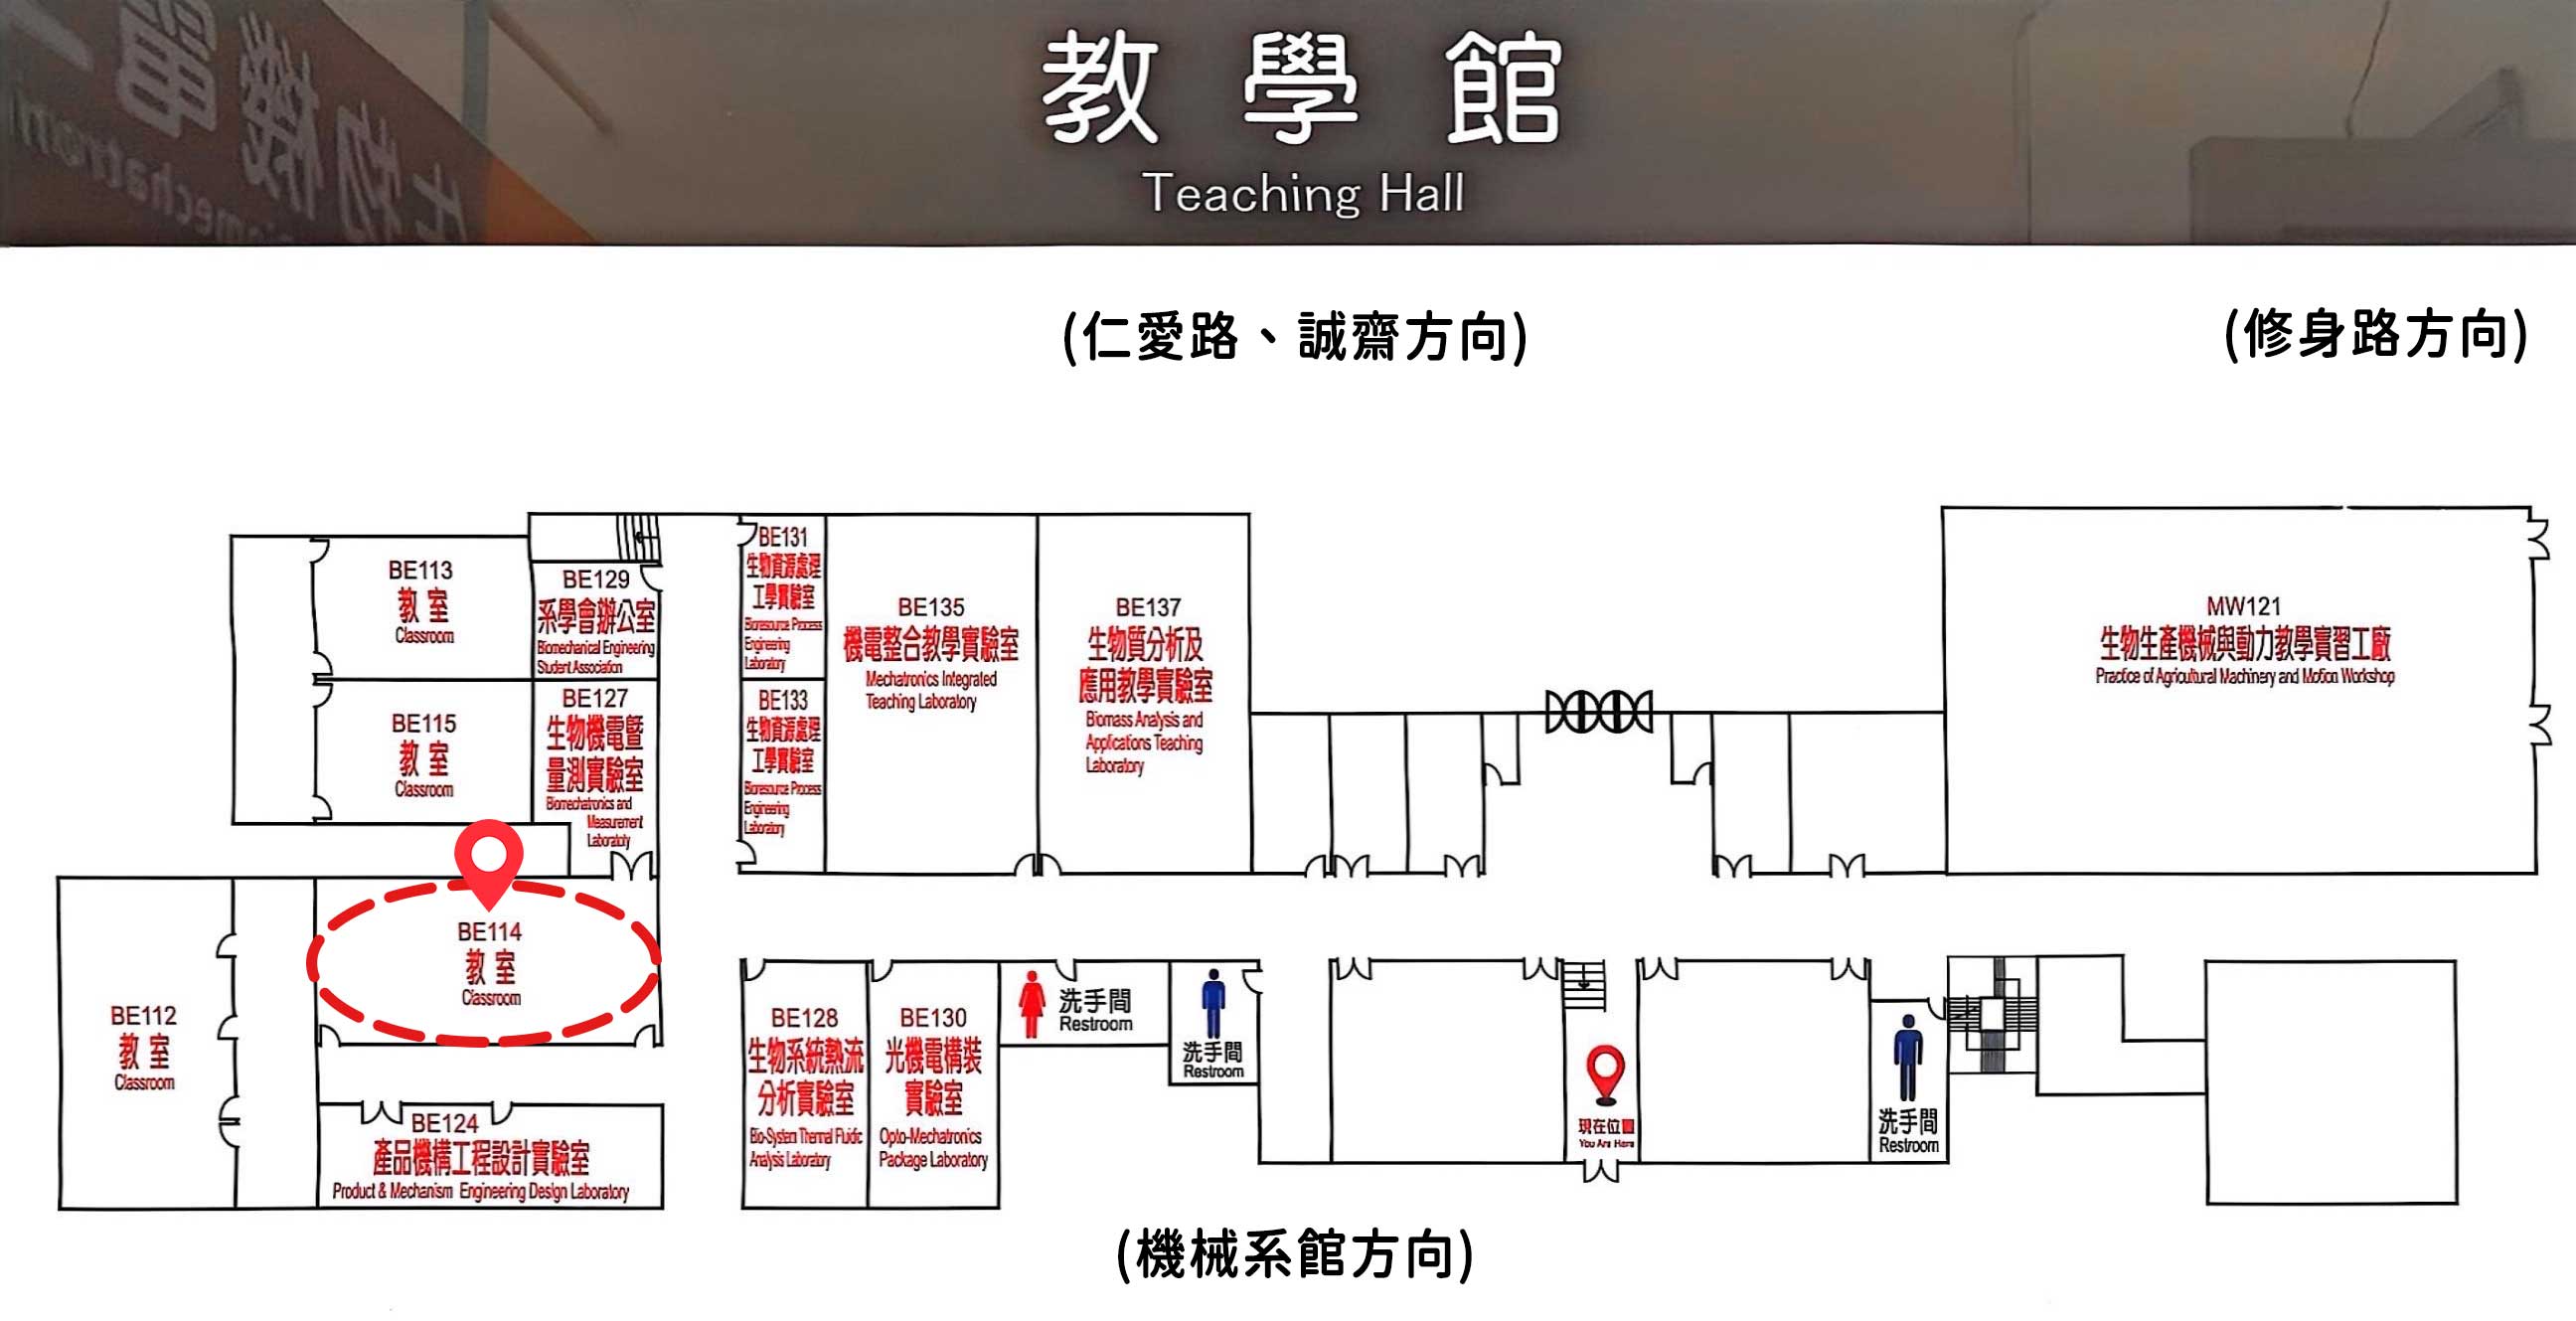 教 學 館
Teaching Hall
(仁愛路、誠齋方向)
(修身路方向)
BE113
教 室
Classroom
BE129
系學會辦公室
Biomechanical Engineering
Student Association
BE115
教 室
Classroom
BE127
生物機電暨
量測實驗室
Biomechatronics and
Measurement
Laboratory
BE131
生物資源處理
工學實驗室
Bioresource Process
Engineering
Laboratory
BE133
生物資源處理
工學實驗室
Bioresource Process
Engineering
Laboratory
BE135
機電整合教學實驗室
Mechatronics Integrated
Teaching Laboratory
BE137
生物質分析及
應用教學實驗室
Biomass Analysis and
Applications Teaching
Laboratory
MW121
生物生產機械與動力教學實習工廠
Practice of Agricultural Machinery and Motion Workshop
BE114
教 室
Classroom
BE112
教 室
Classroom
BE124
產品機構工程設計實驗室
Product & Mechanism Engineering Design Laboratory
BE128
生物系統熱流
分析實驗室
Bio-System Thermal Fluidic
Analysis Laboratory
BE130
光機電構裝
實驗室
Opto-Mechatronics
Package Laboratory
洗手間
Restroom
洗手間
Restroom
現在位置
You Are Here
洗手間
Restroom
(機械系館方向)